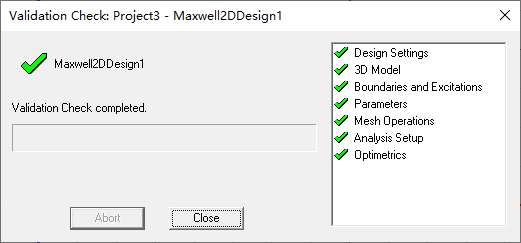 Validation Check: Project3 - Maxwell2DDesign1
Maxwell2DDesign1
Validation Check completed.
Abort
Close
Design Settings
3D Model
Boundaries and Excitations
Parameters
Mesh Operations
Analysis Setup
Optimetrics